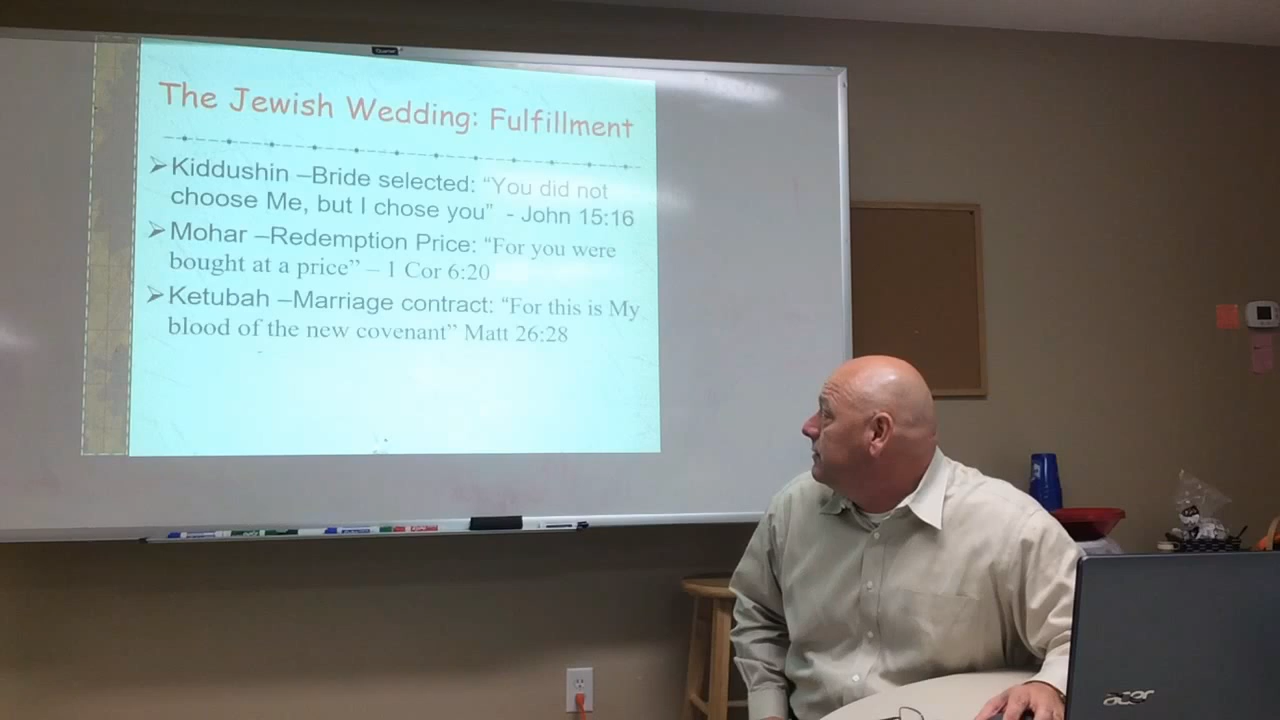 Quartet
The Jewish Wedding: Fulfillment
➢Kiddushin –Bride selected: “You did not
choose Me, but I chose you” - John 15:16
➢Mohar –Redemption Price: “For you were
bought at a price” – 1 Cor 6:20
➢Ketubah –Marriage contract: “For this is My
blood of the new covenant” Matt 26:28
acer